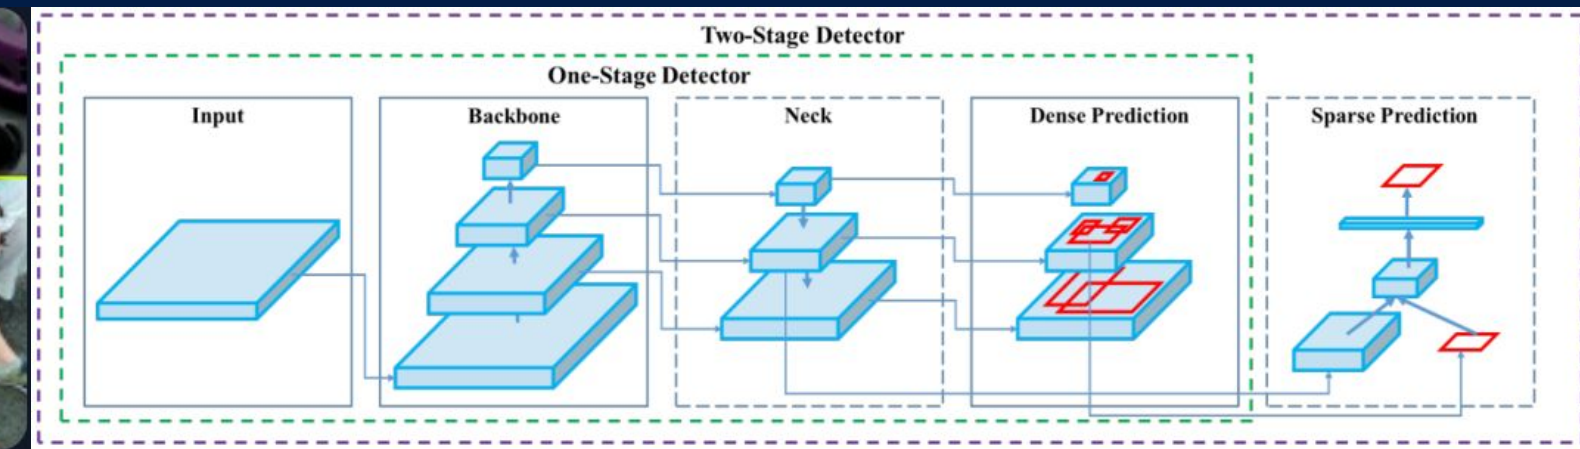 Two-Stage Detector
One-Stage Detector
Input
Backbone
Neck
Dense Prediction
Sparse Prediction